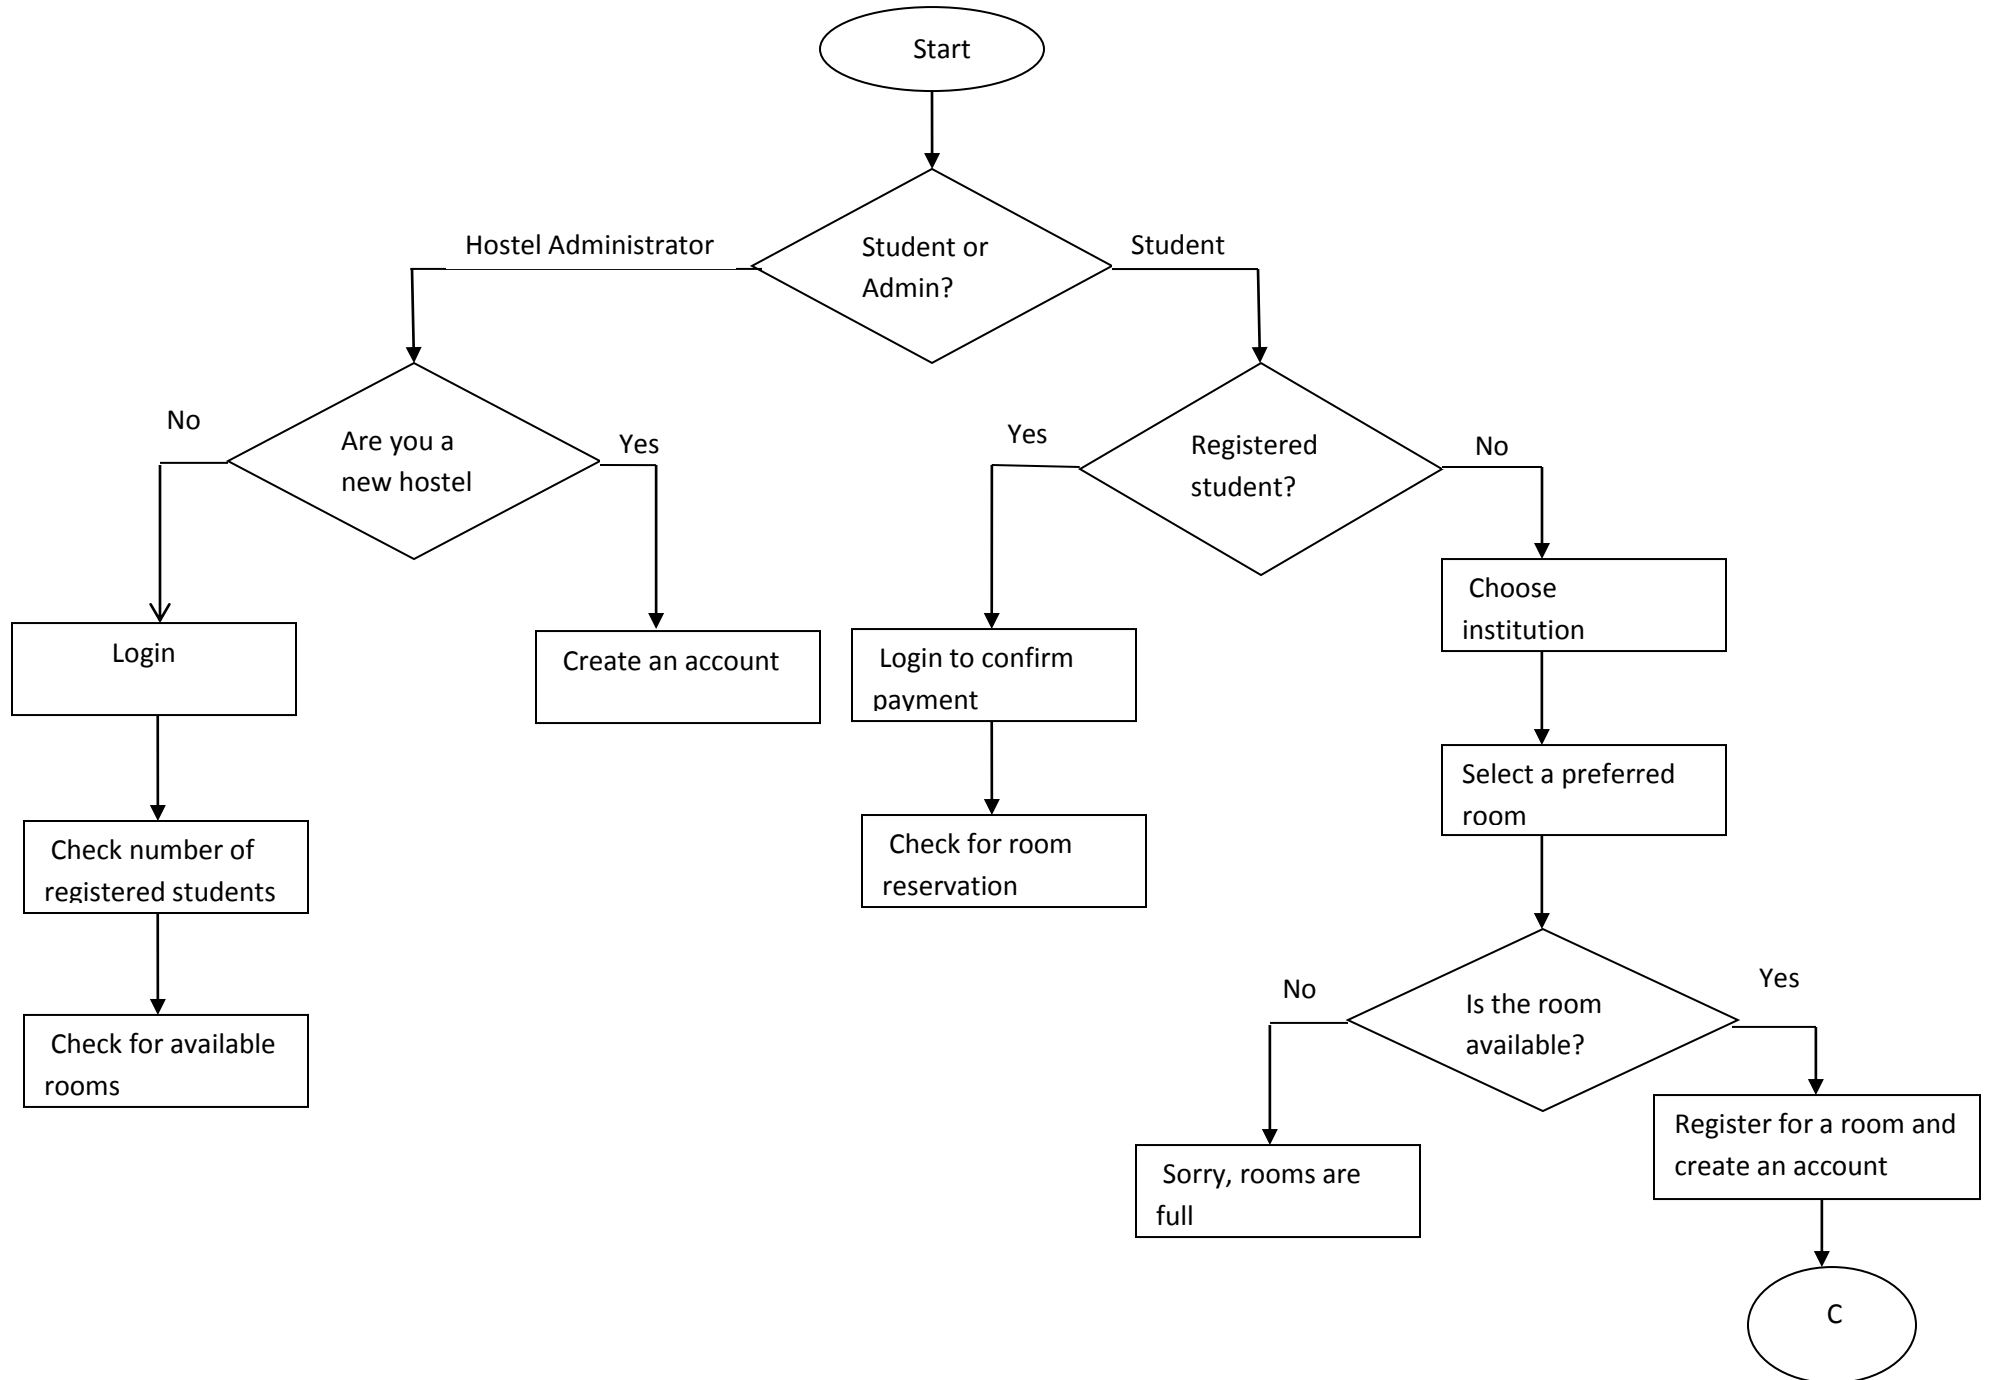 Start
Hostel Administrator
Student or
Admin?
Student
No
Are you a
new hostel
Yes
Yes
Registered
student?
No
Login
Create an account
Login to confirm
payment
Choose
institution
Check number of
registered students
Check for room
reservation
Select a preferred
room
Check for available
rooms
No
Is the room
available?
Yes
Sorry, rooms are
full
Register for a room and
create an account
C